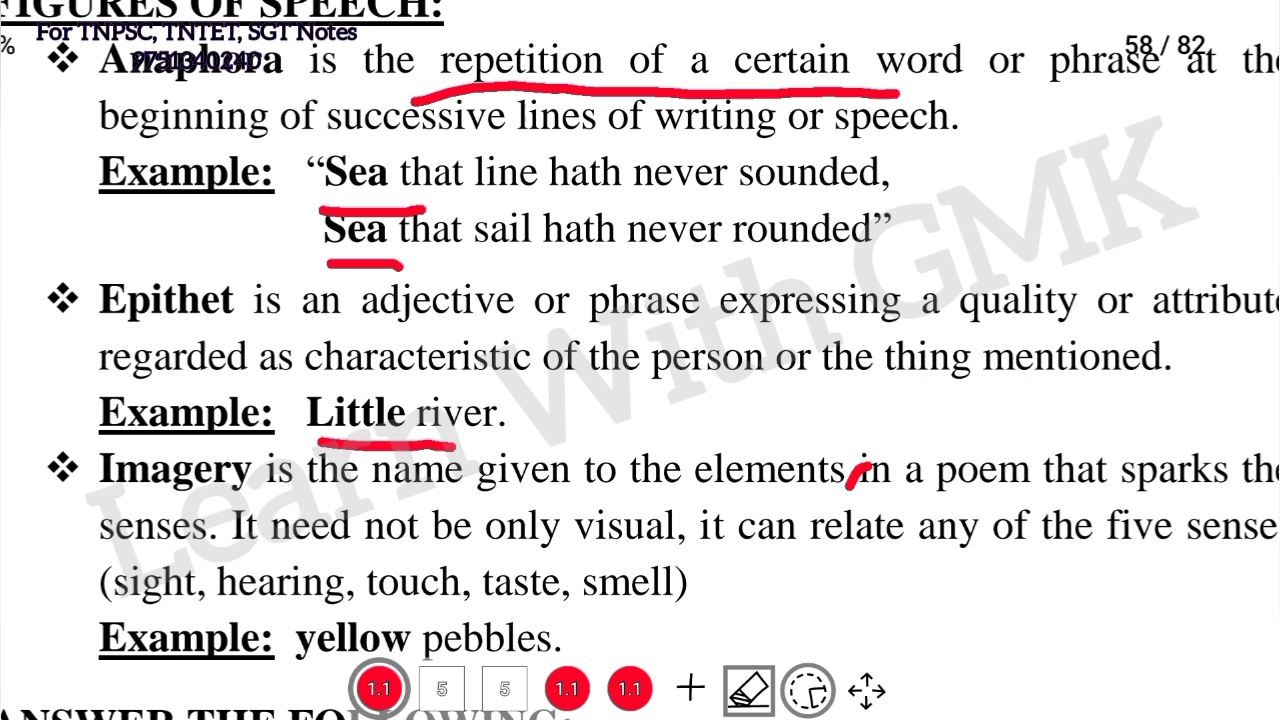 FIGURES OF SPEECH:
For TNPSC, TNTET, SGT Notes
%
58 / 82
❖ Anaphora is the repetition of a certain word or phrase at the
beginning of successive lines of writing or speech.
Example: “Sea that line hath never sounded,
Sea that sail hath never rounded”
❖ Epithet is an adjective or phrase expressing a quality or attribute
regarded as characteristic of the person or the thing mentioned.
Example: Little river.
❖ Imagery is the name given to the elements in a poem that sparks the
senses. It need not be only visual, it can relate any of the five sense
(sight, hearing, touch, taste, smell)
Example: yellow pebbles.
Learn With GMK
1.1 5 5 1.1 1.1
ANSWER THE FOLLOWING: